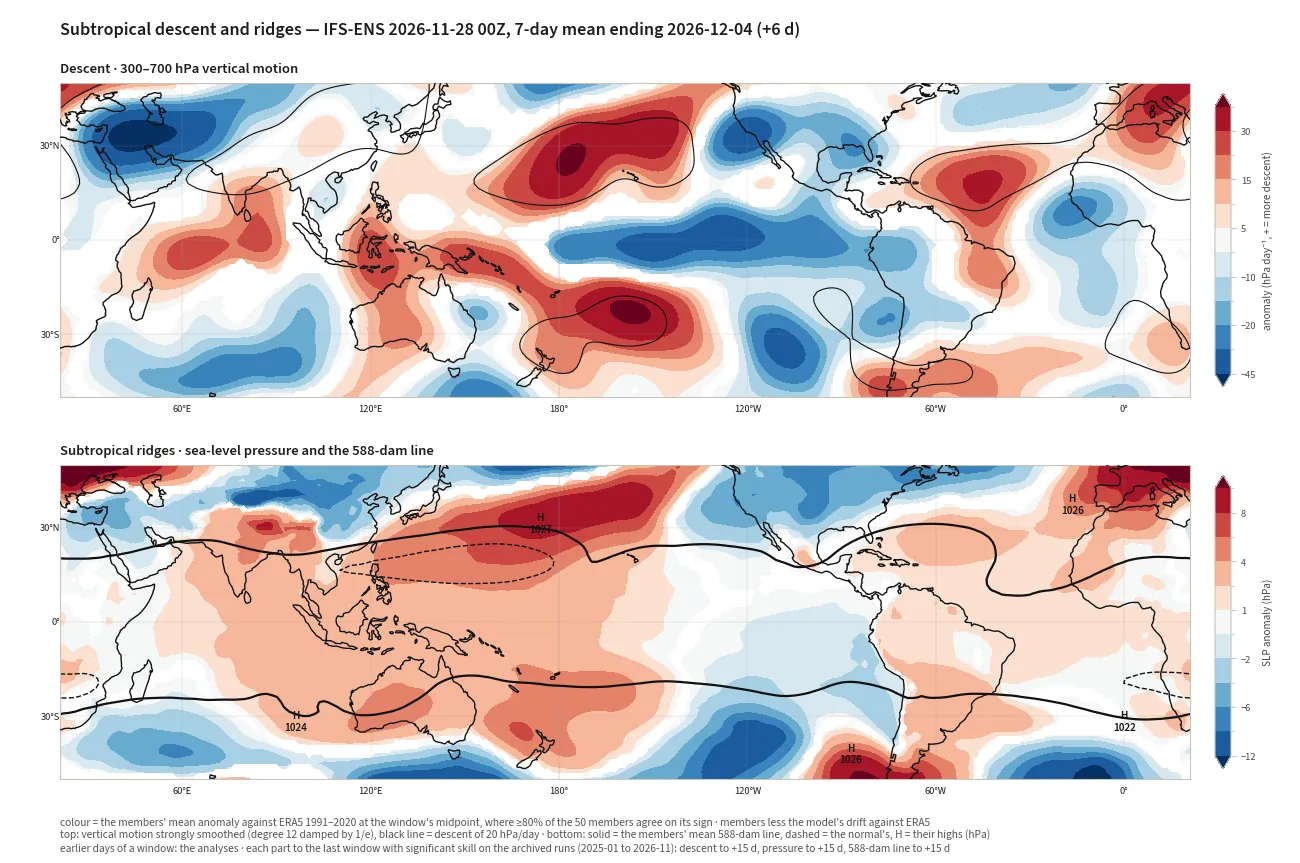 Subtropical descent and ridges — IFS-ENS 2026-11-28 00Z, 7-day mean ending 2026-12-04 (+6 d)
Descent · 300–700 hPa vertical motion
30°N
0°
30°S
60°E 120°E 180° 120°W 60°W 0°
30
15
5
−10
−20
−45
anomaly (hPa day⁻¹, + = more descent)
Subtropical ridges · sea-level pressure and the 588-dam line
H
1027
H
1026
H
1024
H
1022
H
1026
30°N
0°
30°S
60°E 120°E 180° 120°W 60°W 0°
8
4
1
−2
−6
−12
SLP anomaly (hPa)
colour = the members' mean anomaly against ERA5 1991–2020 at the window's midpoint, where ≥80% of the 50 members agree on its sign · members less the model's drift against ERA5
top: vertical motion strongly smoothed (degree 12 damped by 1/e), black line = descent of 20 hPa/day · bottom: solid = the members' mean 588-dam line, dashed = the normal's, H = their highs (hPa)
earlier days of a window: the analyses · each part to the last window with significant skill on the archived runs (2025-01 to 2026-11): descent to +15 d, pressure to +15 d, 588-dam line to +15 d